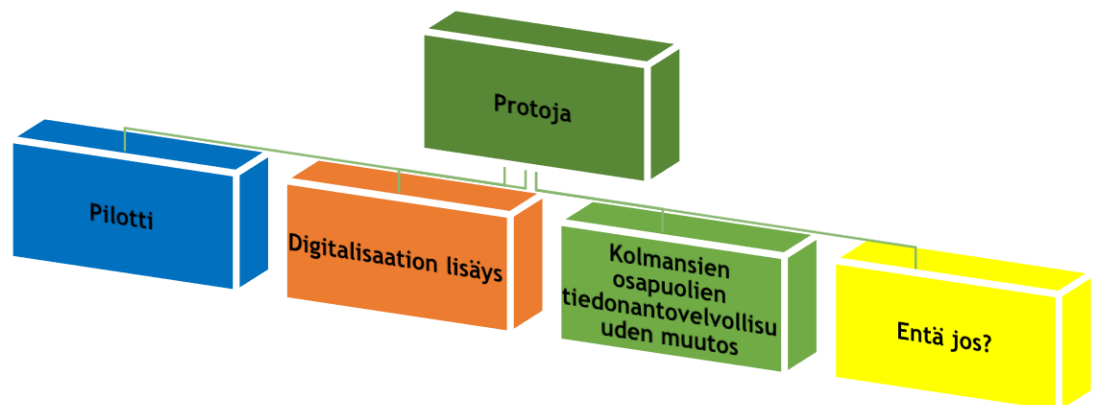 Protoja
Pilotti
Digitalisaation lisäys
Kolmansien
osapuolien
tiedonantovelvollisu
uden muutos
Entä jos?